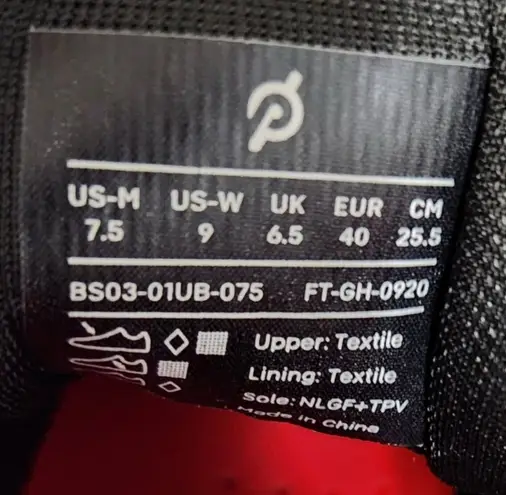 US-M US-W UK EUR CM
7.5 9 6.5 40 25.5
BS03-01UB-075 FT-GH-0920
Upper: Textile
Lining: Textile
Sole: NLGF+TPV
Made in China